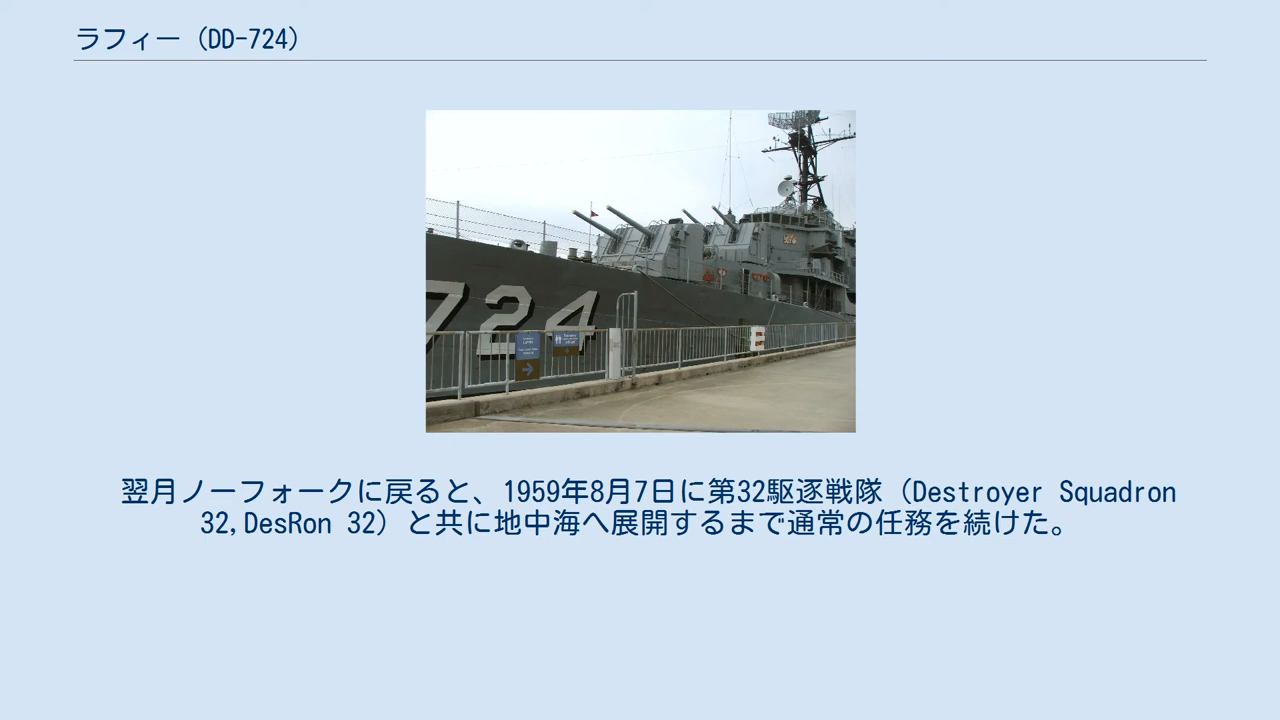 ラフィー（DD-724）
724
翌月ノーフォークに戻ると、1959年8月7日に第32駆逐戦隊（Destroyer Squadron
32,DesRon 32）と共に地中海へ展開するまで通常の任務を続けた。